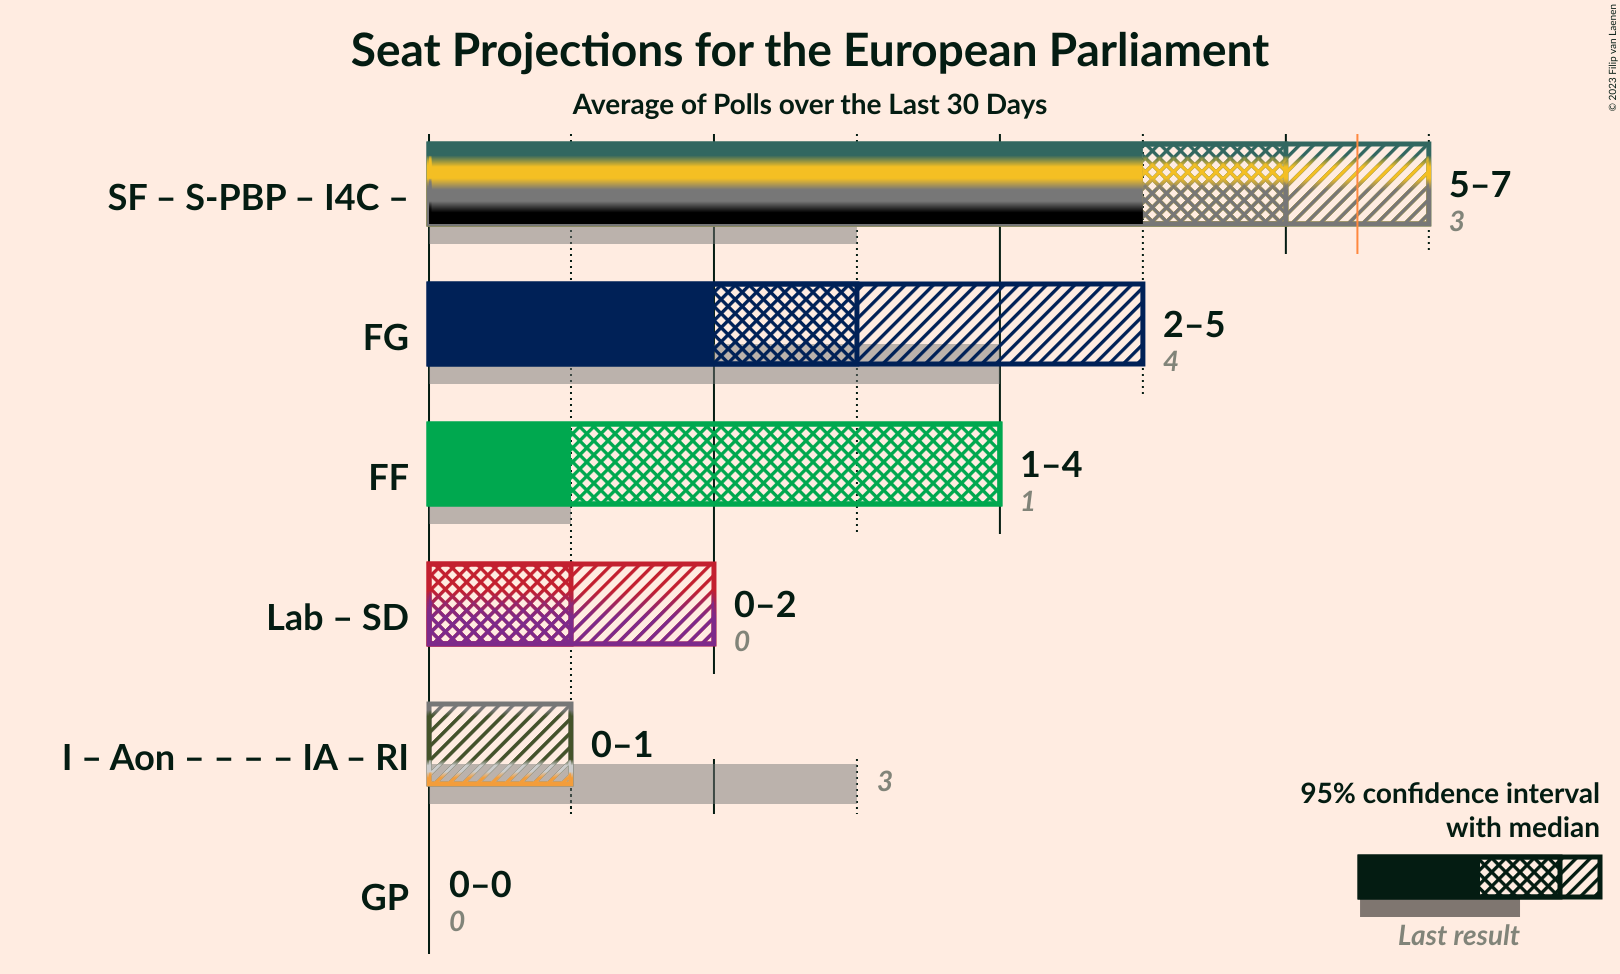 Seat Projections for the European Parliament
Average of Polls over the Last 30 Days
© 2023 Filip van Laenen
SF – S-PBP – I4C –
5–7
3
FG
2–5
4
FF
1–4
1
Lab – SD
0–2
0
I – Aon – – – – IA – RI
0–1
3
GP
0–0
0
95% confidence interval
with median
Last result